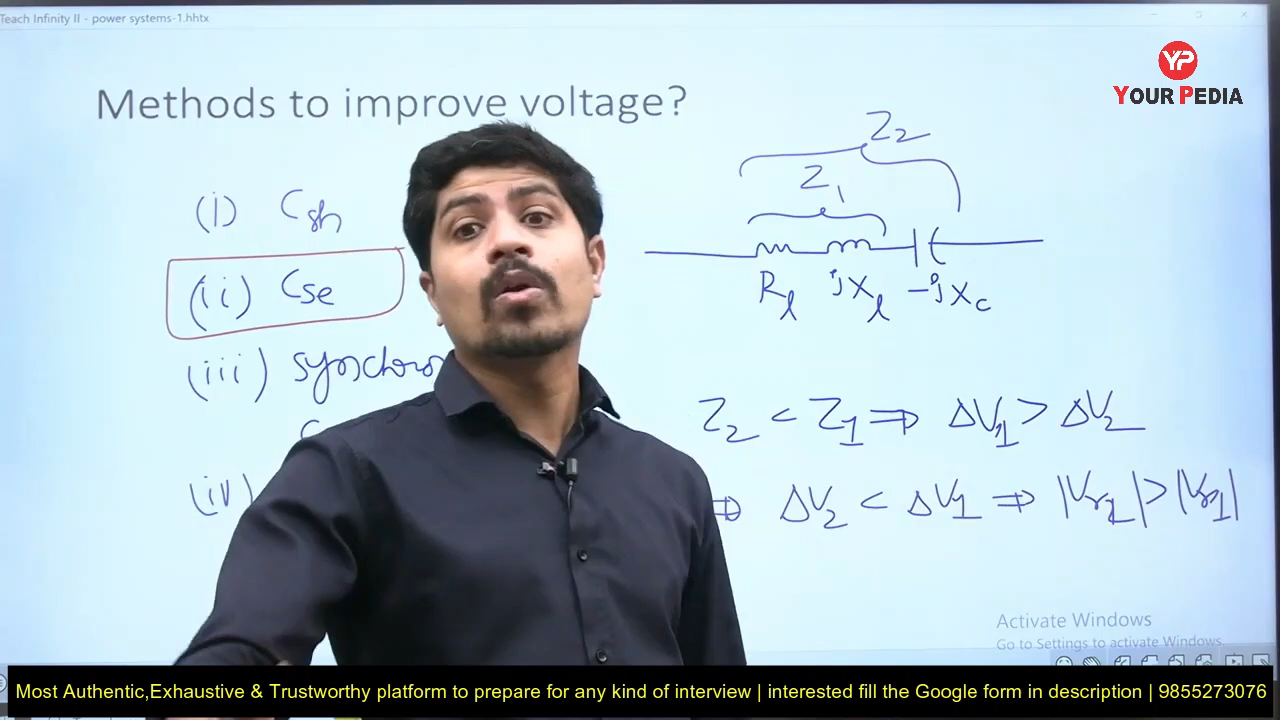 Teach Infinity II - power systems-1.hhtx
YP
YOUR PEDIA
Methods to improve voltage?
(i) Csh
(ii) Cse
(iii)
(iv)
Z2
Z1
Rl jXl -jXc
Z2 < Z1 ⇒ ΔV1 > ΔV2
⇒ ΔV2 < ΔV1 ⇒ |Vr2| > |Vr1|
Activate Windows
Go to Settings to activate Windows.
Most Authentic,Exhaustive & Trustworthy platform to prepare for any kind of interview | interested fill the Google form in description | 9855273076